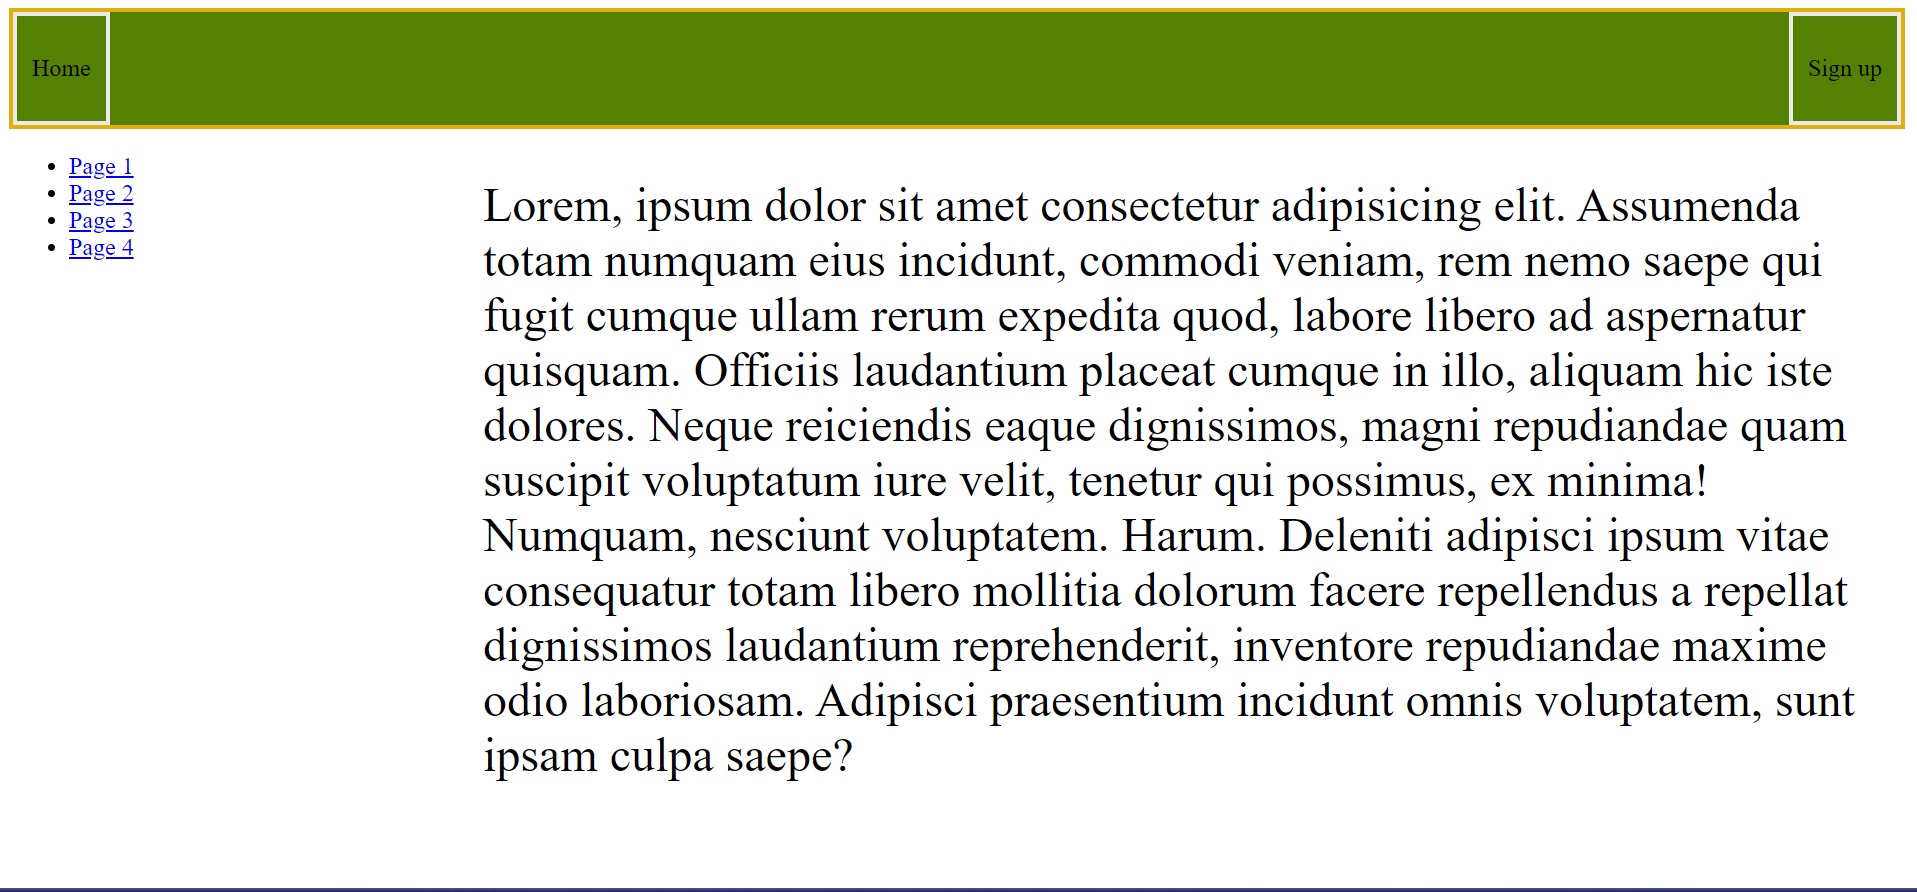 Home
Sign up
Page 1
Page 2
Page 3
Page 4
Lorem, ipsum dolor sit amet consectetur adipisicing elit. Assumenda
totam numquam eius incidunt, commodi veniam, rem nemo saepe qui
fugit cumque ullam rerum expedita quod, labore libero ad aspernatur
quisquam. Officiis laudantium placeat cumque in illo, aliquam hic iste
dolores. Neque reiciendis eaque dignissimos, magni repudiandae quam
suscipit voluptatum iure velit, tenetur qui possimus, ex minima!
Numquam, nesciunt voluptatem. Harum. Deleniti adipisci ipsum vitae
consequatur totam libero mollitia dolorum facere repellendus a repellat
dignissimos laudantium reprehenderit, inventore repudiandae maxime
odio laboriosam. Adipisci praesentium incidunt omnis voluptatem, sunt
ipsam culpa saepe?